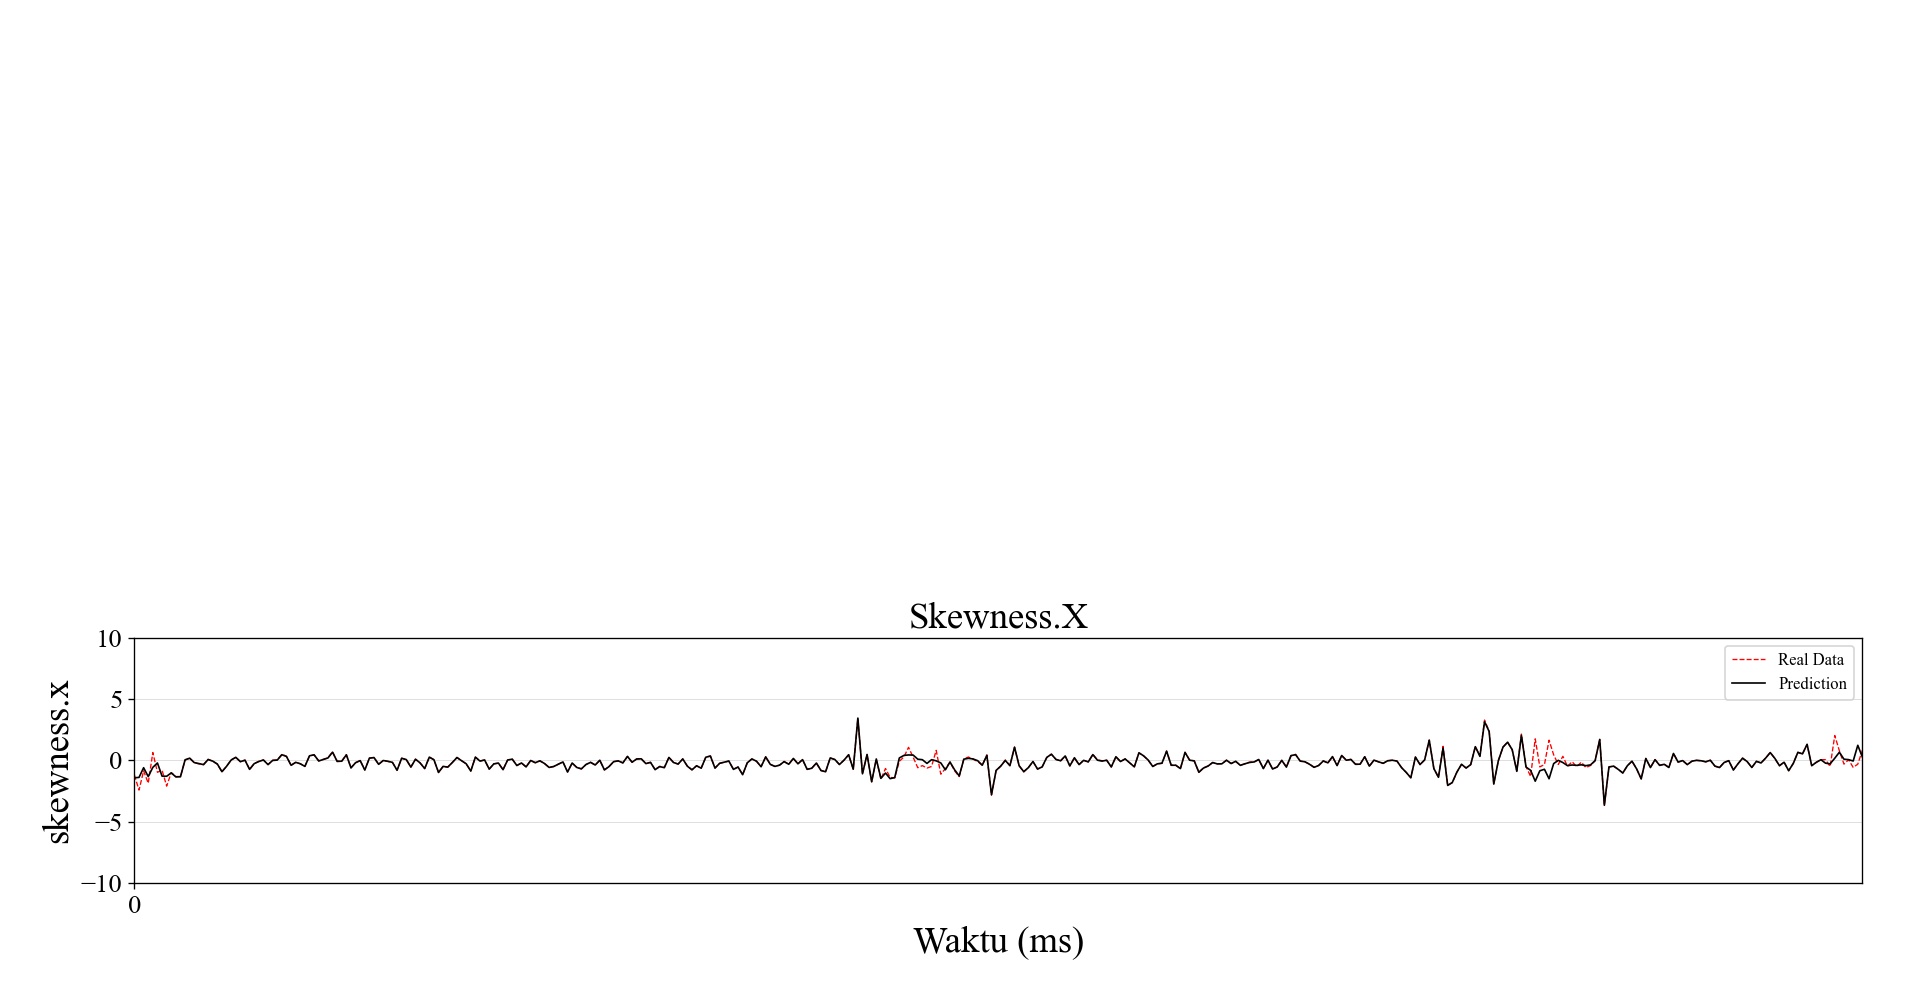 Skewness.X
10
5
0
−5
−10
skewness.x
Real Data
Prediction
0
Waktu (ms)